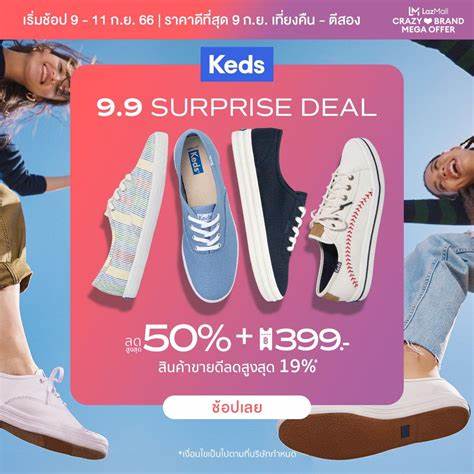 เริ่มช้อป 9 - 11 ก.ย. 66 | ราคาดีที่สุด 9 ก.ย. เที่ยงคืน - ตีสอง
LM LazMall
CRAZY BRAND
MEGA OFFER
Keds
9.9 SURPRISE DEAL
Keds
ลดสูงสุด 50% + ฿399.-
สินค้าขายดีลดสูงสุด 19%*
ช้อปเลย
*เงื่อนไขเป็นไปตามที่บริษัทกำหนด